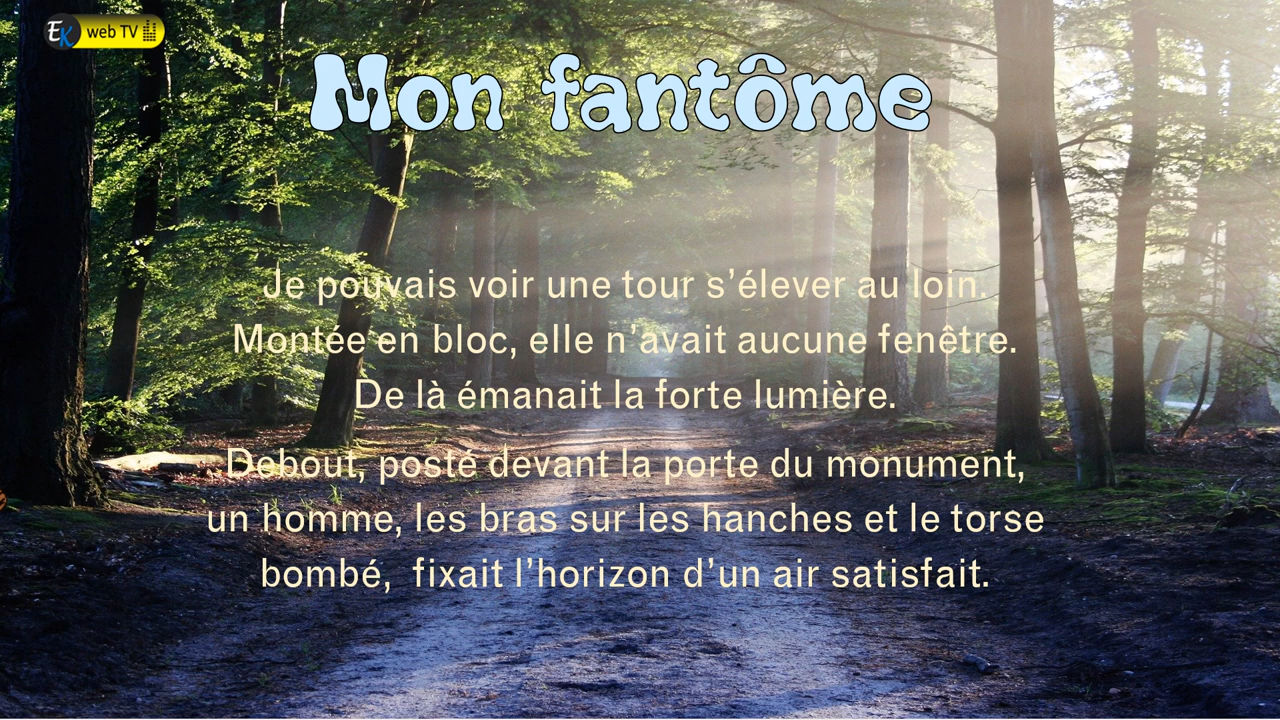 EK web TV
Mon fantôme
Je pouvais voir une tour s’élever au loin.
Montée en bloc, elle n’avait aucune fenêtre.
De là émanait la forte lumière.
Debout, posté devant la porte du monument,
un homme, les bras sur les hanches et le torse
bombé,  fixait l’horizon d’un air satisfait.